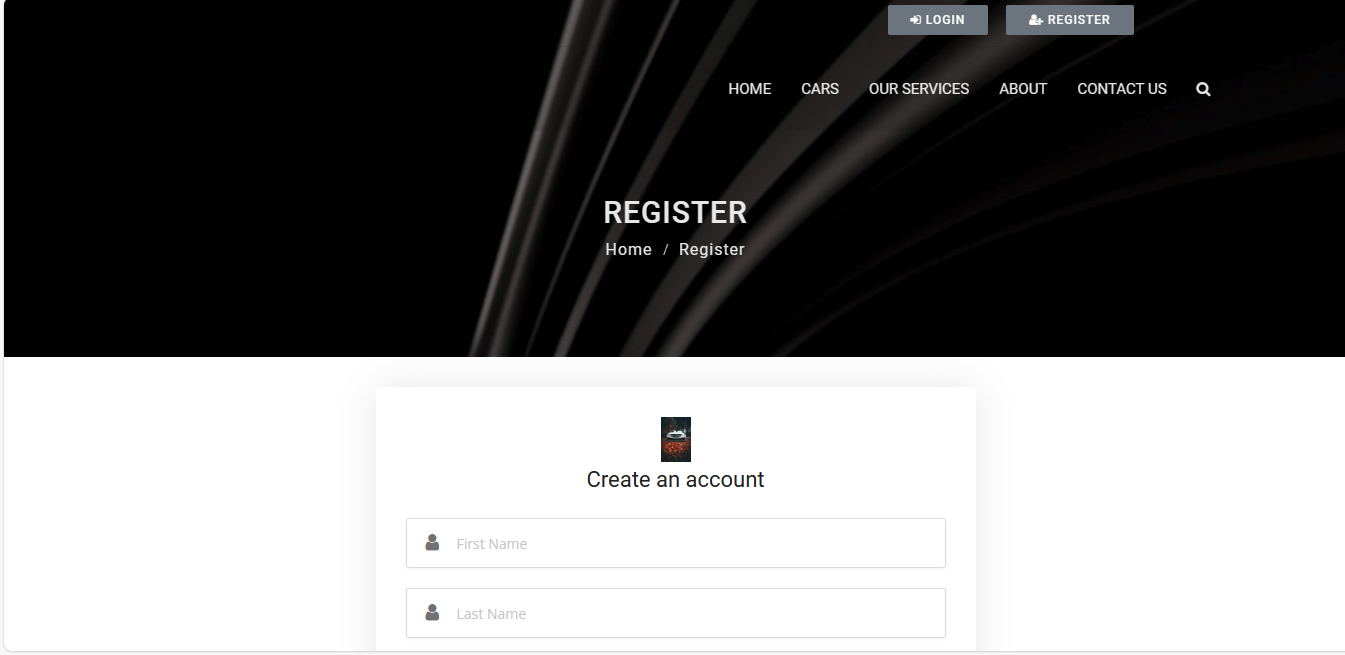 LOGIN REGISTER
HOME CARS OUR SERVICES ABOUT CONTACT US
REGISTER
Home / Register
Create an account
First Name
Last Name